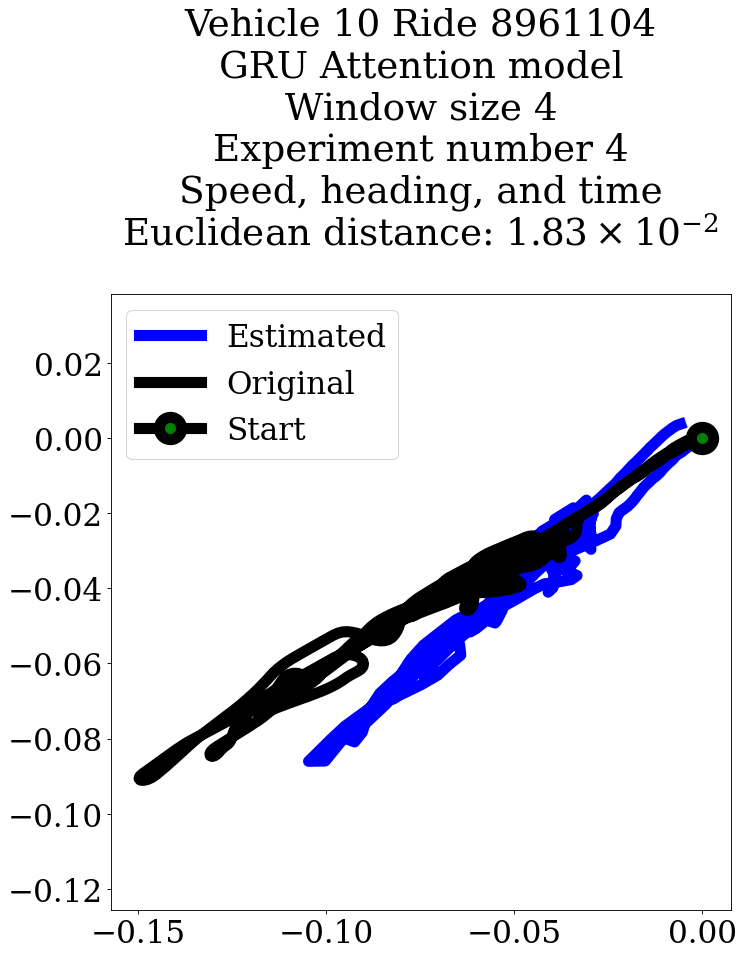 Vehicle 10 Ride 8961104
GRU Attention model
Window size 4
Experiment number 4
Speed, heading, and time
Euclidean distance: 1.83 × 10⁻²
Estimated
Original
Start
0.02
0.00
−0.02
−0.04
−0.06
−0.08
−0.10
−0.12
−0.15
−0.10
−0.05
0.00